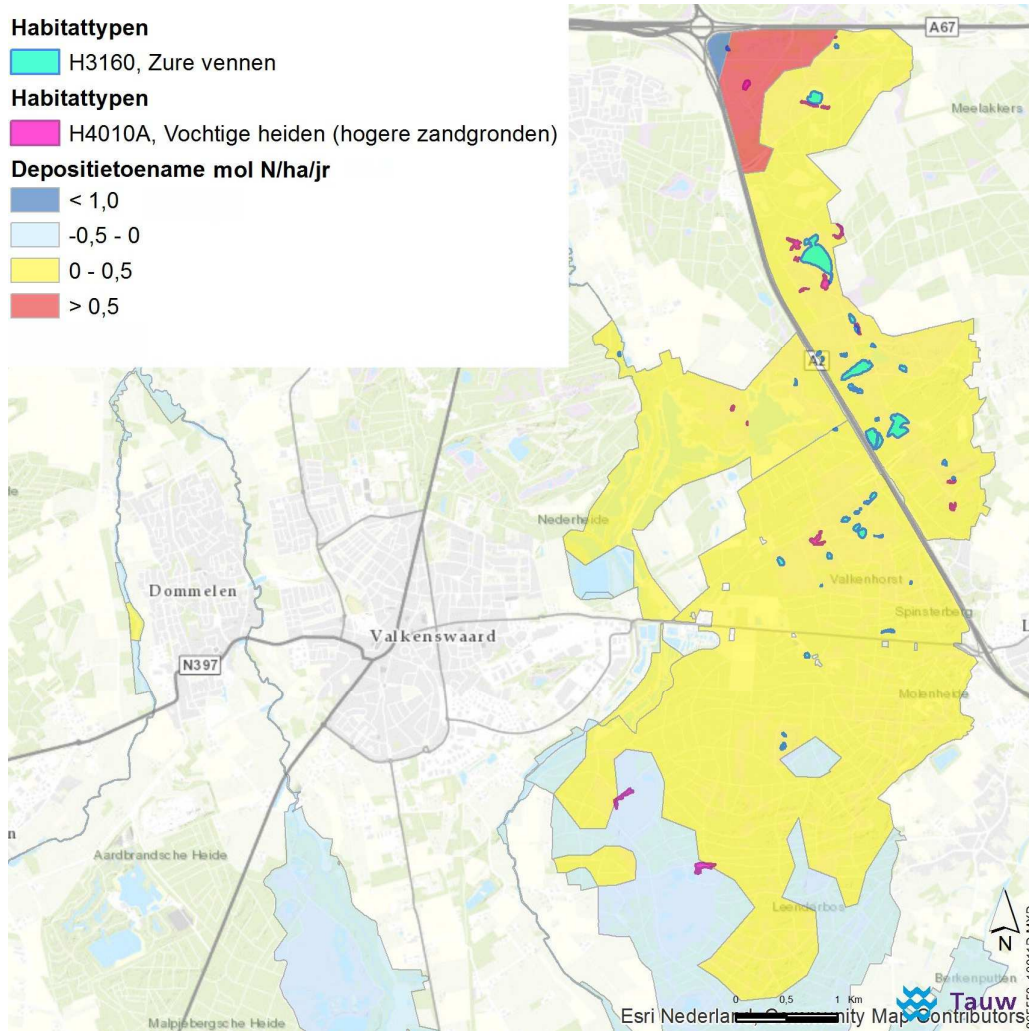 Habitattypen
H3160, Zure vennen
Habitattypen
H4010A, Vochtige heiden (hogere zandgronden)
Depositietoename mol N/ha/jr
< 1,0
-0,5 - 0
0 - 0,5
> 0,5
A67
Meelakkers
A2
Nederheide
Dommelen
Valkenswaard
N397
Valkenhorst
Spinsterberg
L
Molenheide
n
Aardbrandsche Heide
Leenderbos
N
Berkenputten
0 0,5 1 Km
Tauw
Esri Nederland, Community Map Contributors
Malpiebergsche Heide